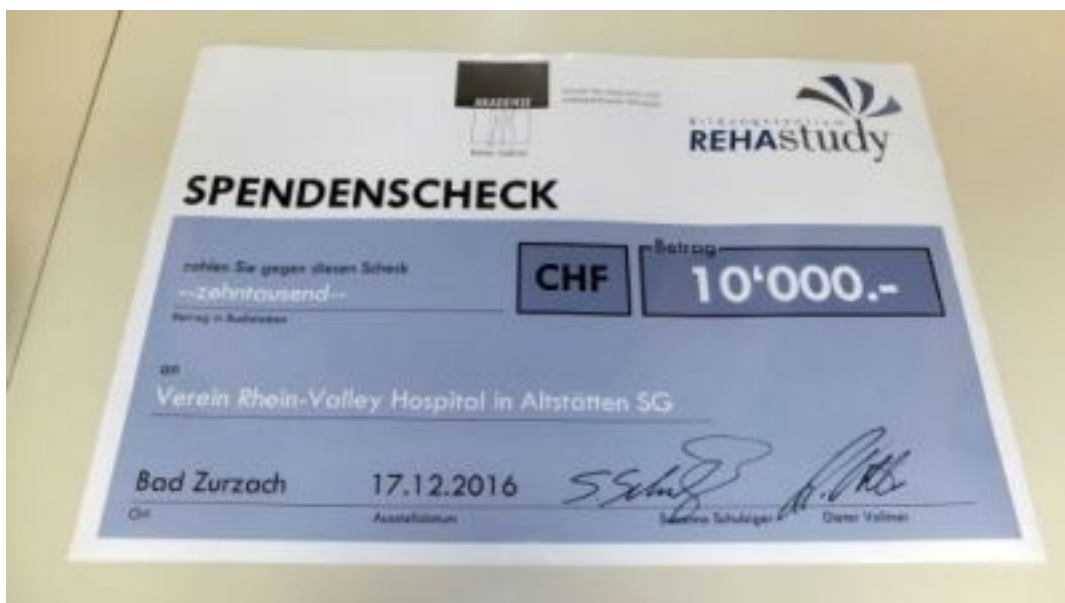 AKADEMIE
Bildungszentrum
REHAstudy
SPENDENSCHECK
zahlen Sie gegen diesen Scheck
--zehntausend--
Betrag in Buchstaben
CHF
Betrag
10‘000.-
an
Verein Rhein-Valley Hospital in Altstätten SG
Bad Zurzach
17.12.2016
Ort
Ausstelldatum
Dieter Vollmer